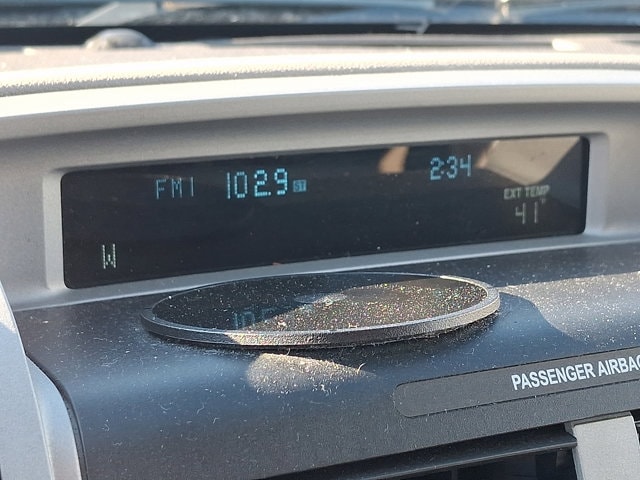 FM1 102.9 ST 2:34
EXT TEMP
W 41°
PASSENGER AIRBAG